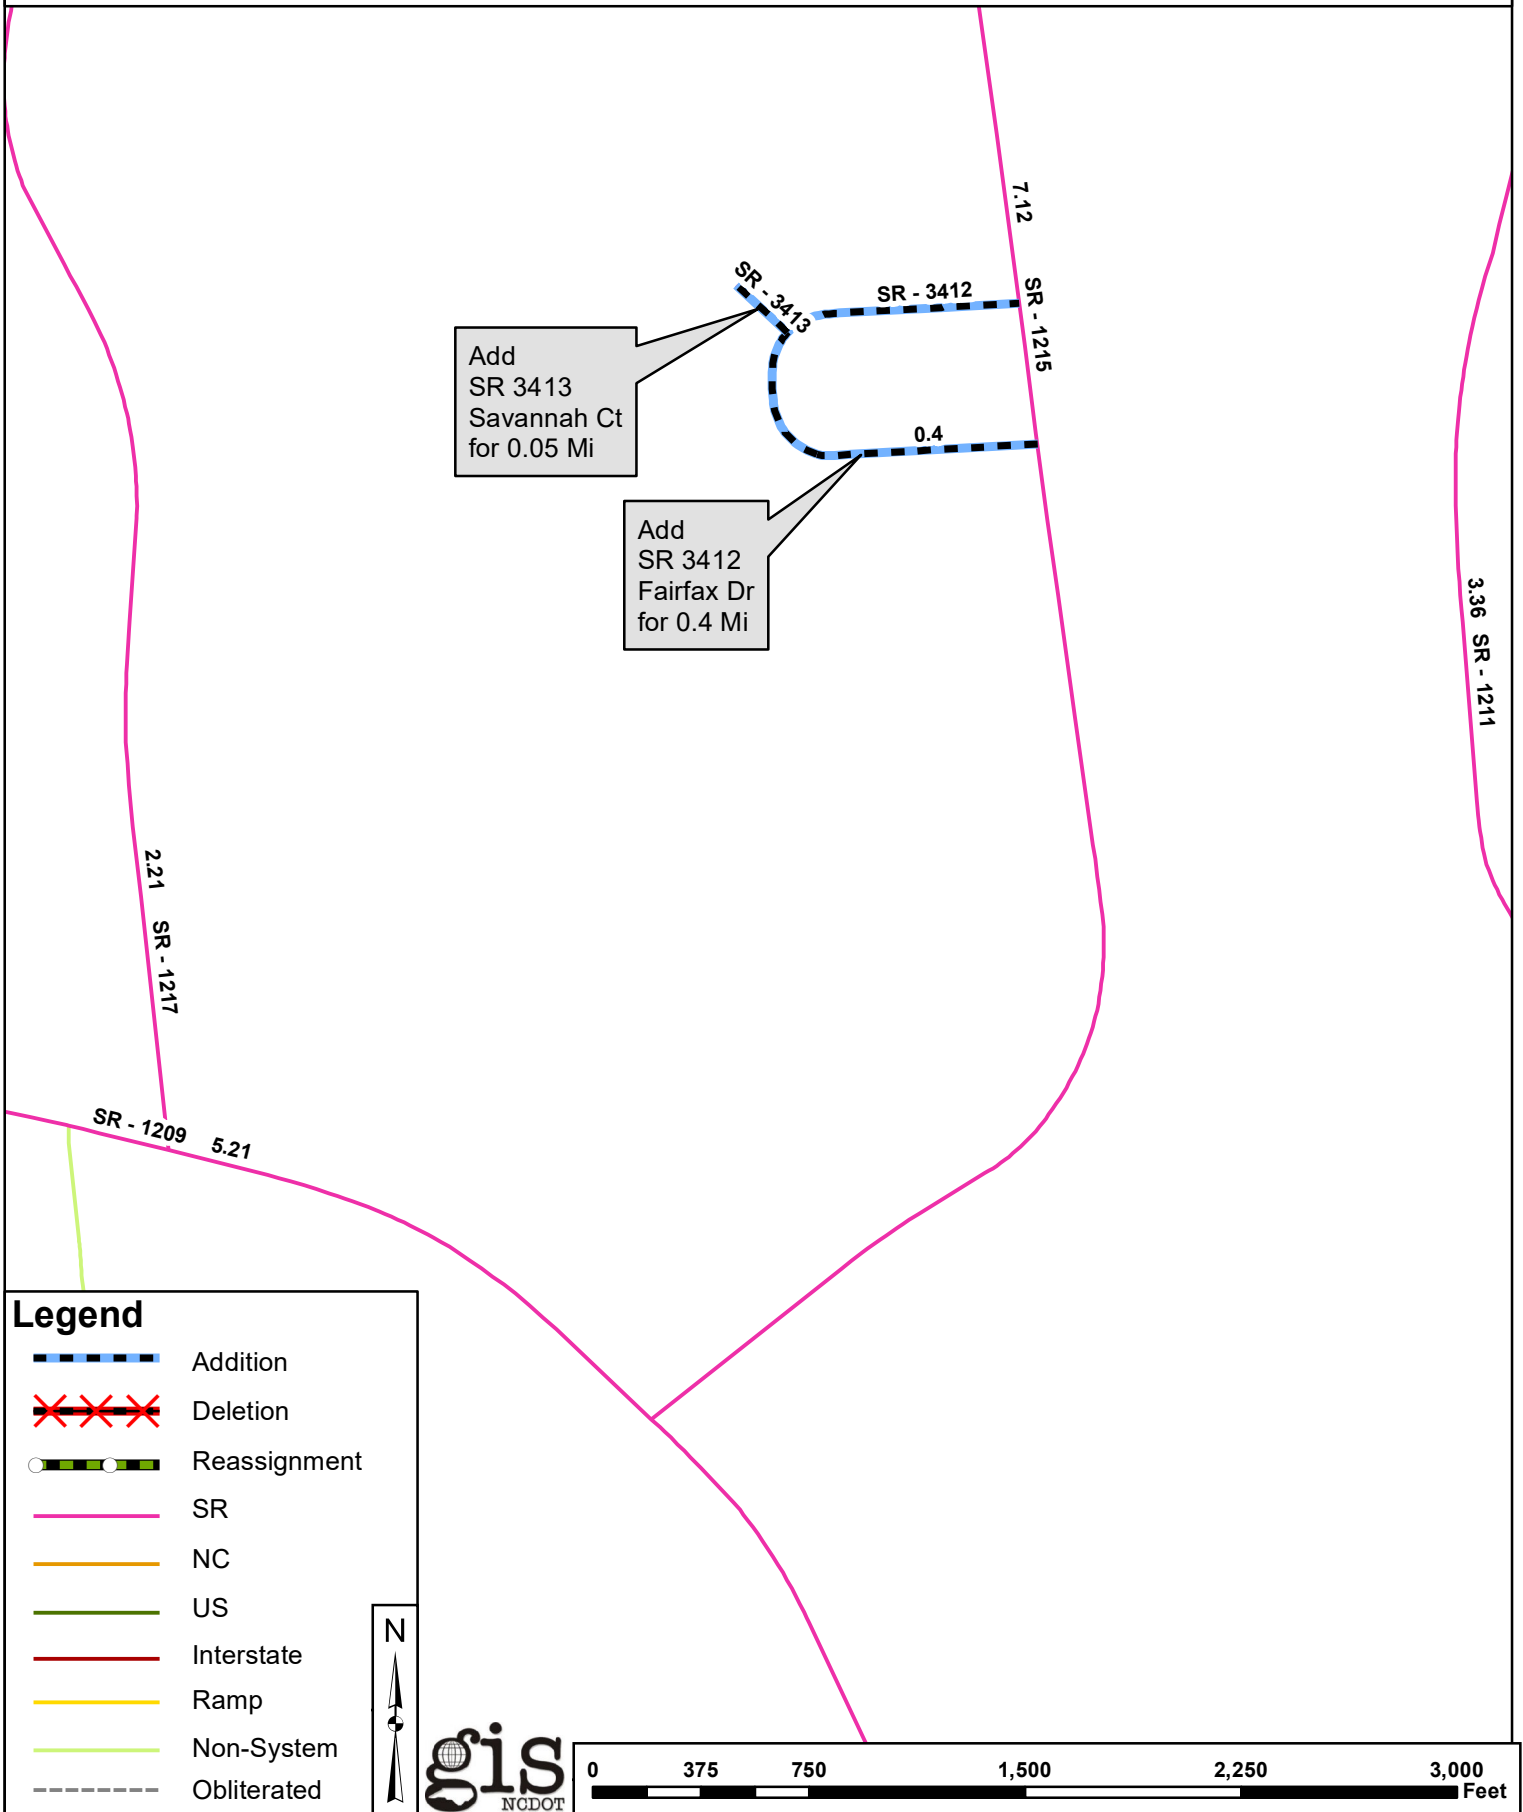 7.12
SR - 3413
SR - 3412
SR - 1215
Add
SR 3413
Savannah Ct
for 0.05 Mi
0.4
Add
SR 3412
Fairfax Dr
for 0.4 Mi
3.36 SR - 1211
2.21 SR - 1217
SR - 1209 5.21
Legend
Addition
Deletion
Reassignment
SR
NC
US
Interstate
Ramp
Non-System
Obliterated
N
gis
NCDOT
0 375 750 1,500 2,250 3,000
Feet